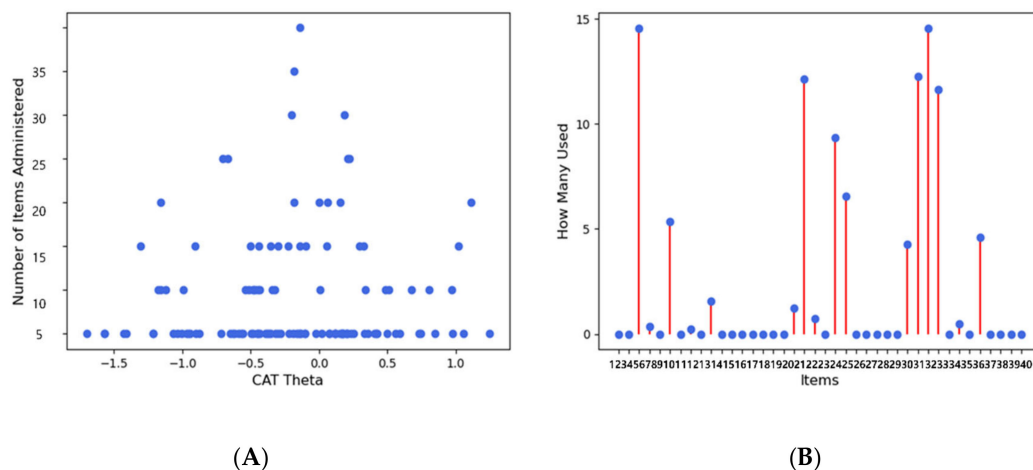 35
30
25
20
15
10
5
Number of Items Administered
−1.5 −1.0 −0.5 0.0 0.5 1.0
CAT Theta
(A)
15
10
5
0
How Many Used
12345678910111213141516171819202122232425262728293031323334353637383940
Items
(B)